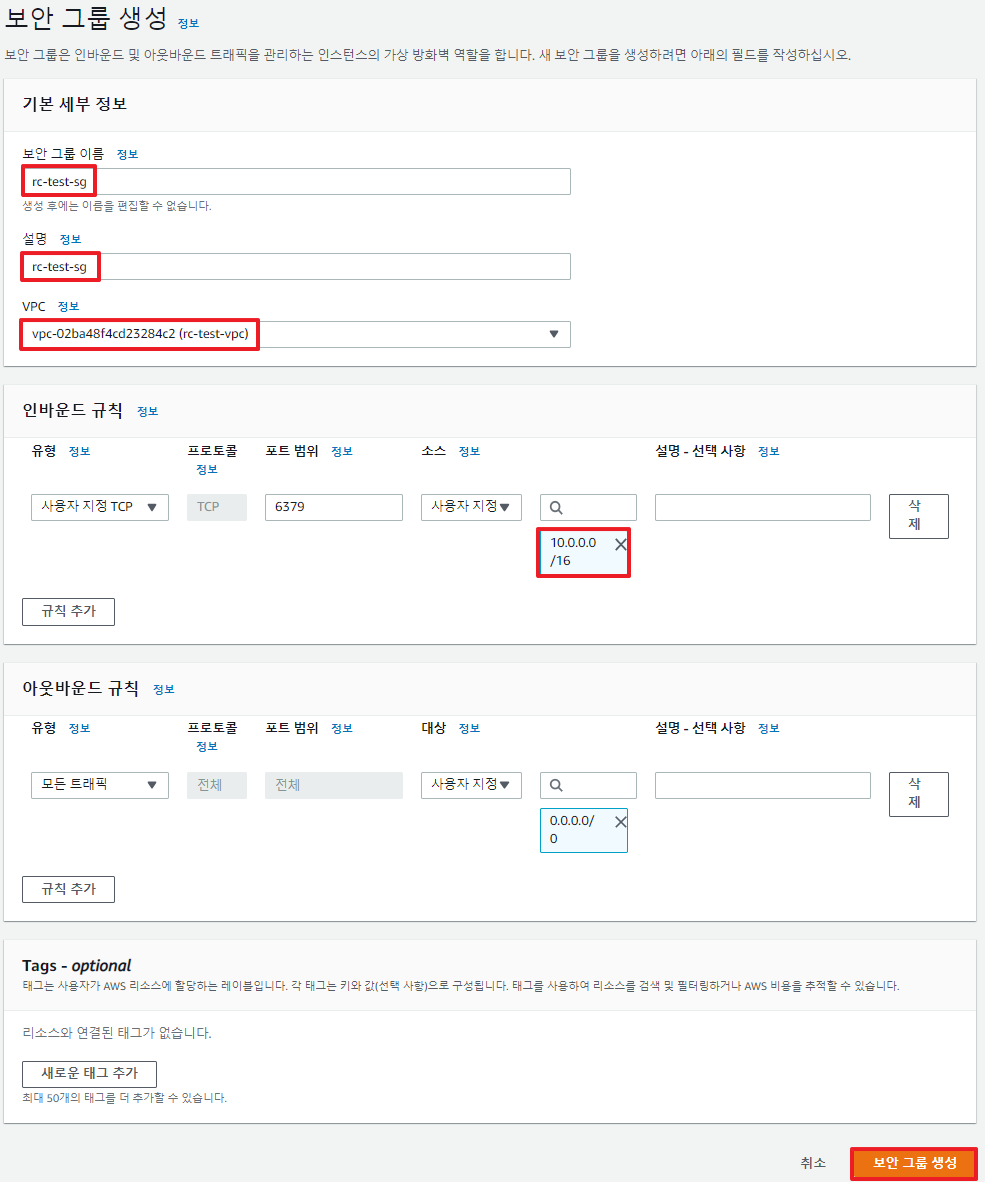 보안 그룹 생성 정보
보안 그룹은 인바운드 및 아웃바운드 트래픽을 관리하는 인스턴스의 가상 방화벽 역할을 합니다. 새 보안 그룹을 생성하려면 아래의 필드를 작성하십시오.
기본 세부 정보
보안 그룹 이름 정보
rc-test-sg
생성 후에는 이름을 편집할 수 없습니다.
설명 정보
rc-test-sg
VPC 정보
vpc-02ba48f4cd23284c2 (rc-test-vpc)
인바운드 규칙 정보
유형 정보 프로토콜 포트 범위 정보 소스 정보 설명 - 선택 사항 정보
정보
사용자 지정 TCP TCP 6379 사용자 지정 삭
제
10.0.0.0
/16
규칙 추가
아웃바운드 규칙 정보
유형 정보 프로토콜 포트 범위 정보 대상 정보 설명 - 선택 사항 정보
정보
모든 트래픽 전체 전체 사용자 지정 삭
제
0.0.0.0/
0
규칙 추가
Tags - optional
태그는 사용자가 AWS 리소스에 할당하는 레이블입니다. 각 태그는 키와 값(선택 사항)으로 구성됩니다. 태그를 사용하여 리소스를 검색 및 필터링하거나 AWS 비용을 추적할 수 있습니다.
리소스와 연결된 태그가 없습니다.
새로운 태그 추가
최대 50개의 태그를 더 추가할 수 있습니다.
취소 보안 그룹 생성